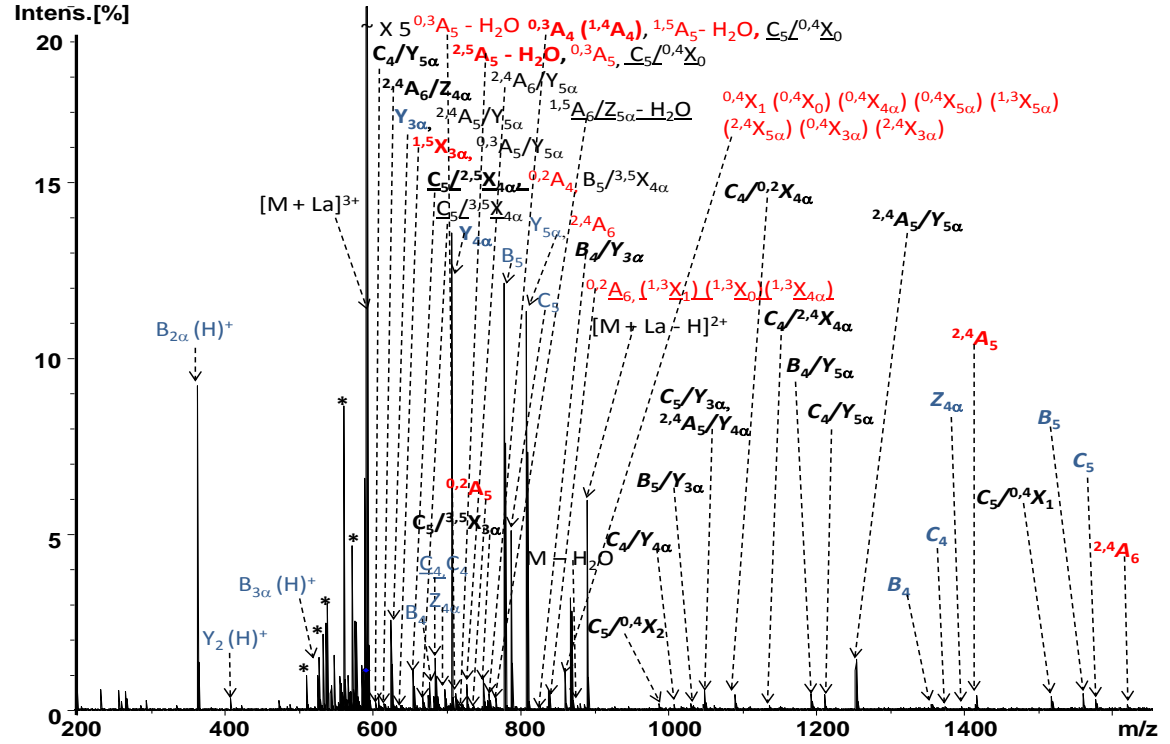 Intens.[%]
~ X 5
0,3A5 - H2O 0,3A4 (1,4A4), 1,5A5 - H2O, C5/0,4X0
C4/Y5α
2,5A5 - H2O, 0,3A5, C5/0,4X0
2,4A6/Z4α
2,4A6/Y5α
1,5A6/Z5α - H2O
0,4X1 (0,4X0) (0,4X4α) (0,4X5α) (1,3X5α)
(2,4X5α) (0,4X3α) (2,4X3α)
Y3α, 2,4A5/Y5α
1,5X3α, 0,3A5/Y5α
C5/2,5X4α, 0,2A4, B5/3,5X4α
C5/3,5X4α
[M + La]3+
Y4α
Y5α, 2,4A6
B5
B4/Y3α
C4/0,2X4α
2,4A5/Y5α
0,2A6, (1,3X1) (1,3X0) (1,3X4α)
C5
[M + La - H]2+
C4/2,4X4α
B2α (H)+
2,4A5
B4/Y5α
C5/Y3α,
2,4A5/Y4α
C4/Y5α
Z4α
B5
C5
0,2A5
B5/Y3α
C5/0,4X1
C5/3,5X3α,
C4/Y4α
C4
2,4A6
M - H2O
C4, C4
B3α (H)+
Z4α
B4
B4
C5/0,4X2
Y2 (H)+
* * * * *
20
15
10
5
0
200 400 600 800 1000 1200 1400 m/z